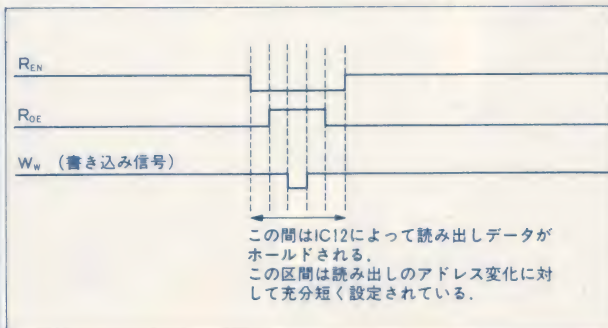 R_EN
R_OE
W_W (書き込み信号)
この間はIC12によって読み出しデータが
ホールドされる.
この区間は読み出しのアドレス変化に対
して充分短く設定されている.